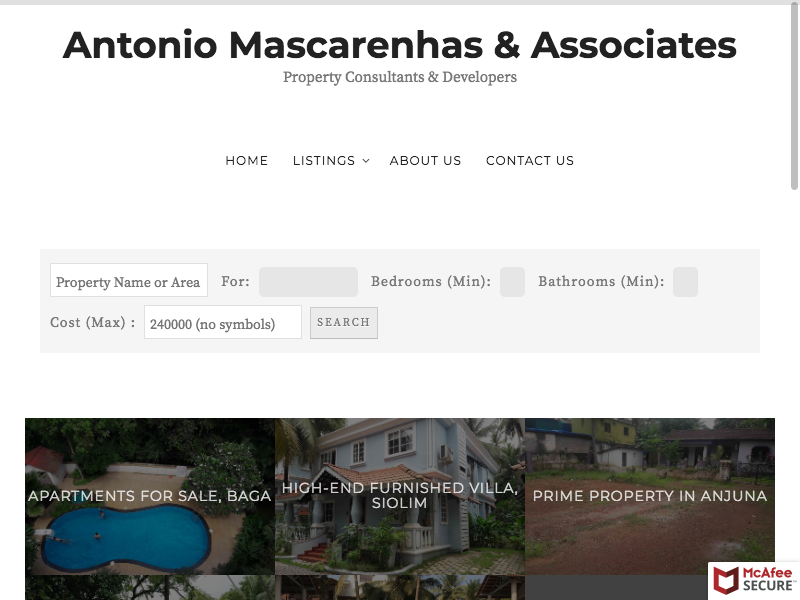 Antonio Mascarenhas & Associates
Property Consultants & Developers
HOME LISTINGS ABOUT US CONTACT US
Property Name or Area For: Bedrooms (Min): Bathrooms (Min):
Cost (Max) : 240000 (no symbols) SEARCH
APARTMENTS FOR SALE, BAGA
HIGH-END FURNISHED VILLA,
SIOLIM
PRIME PROPERTY IN ANJUNA
McAfee
SECURE™